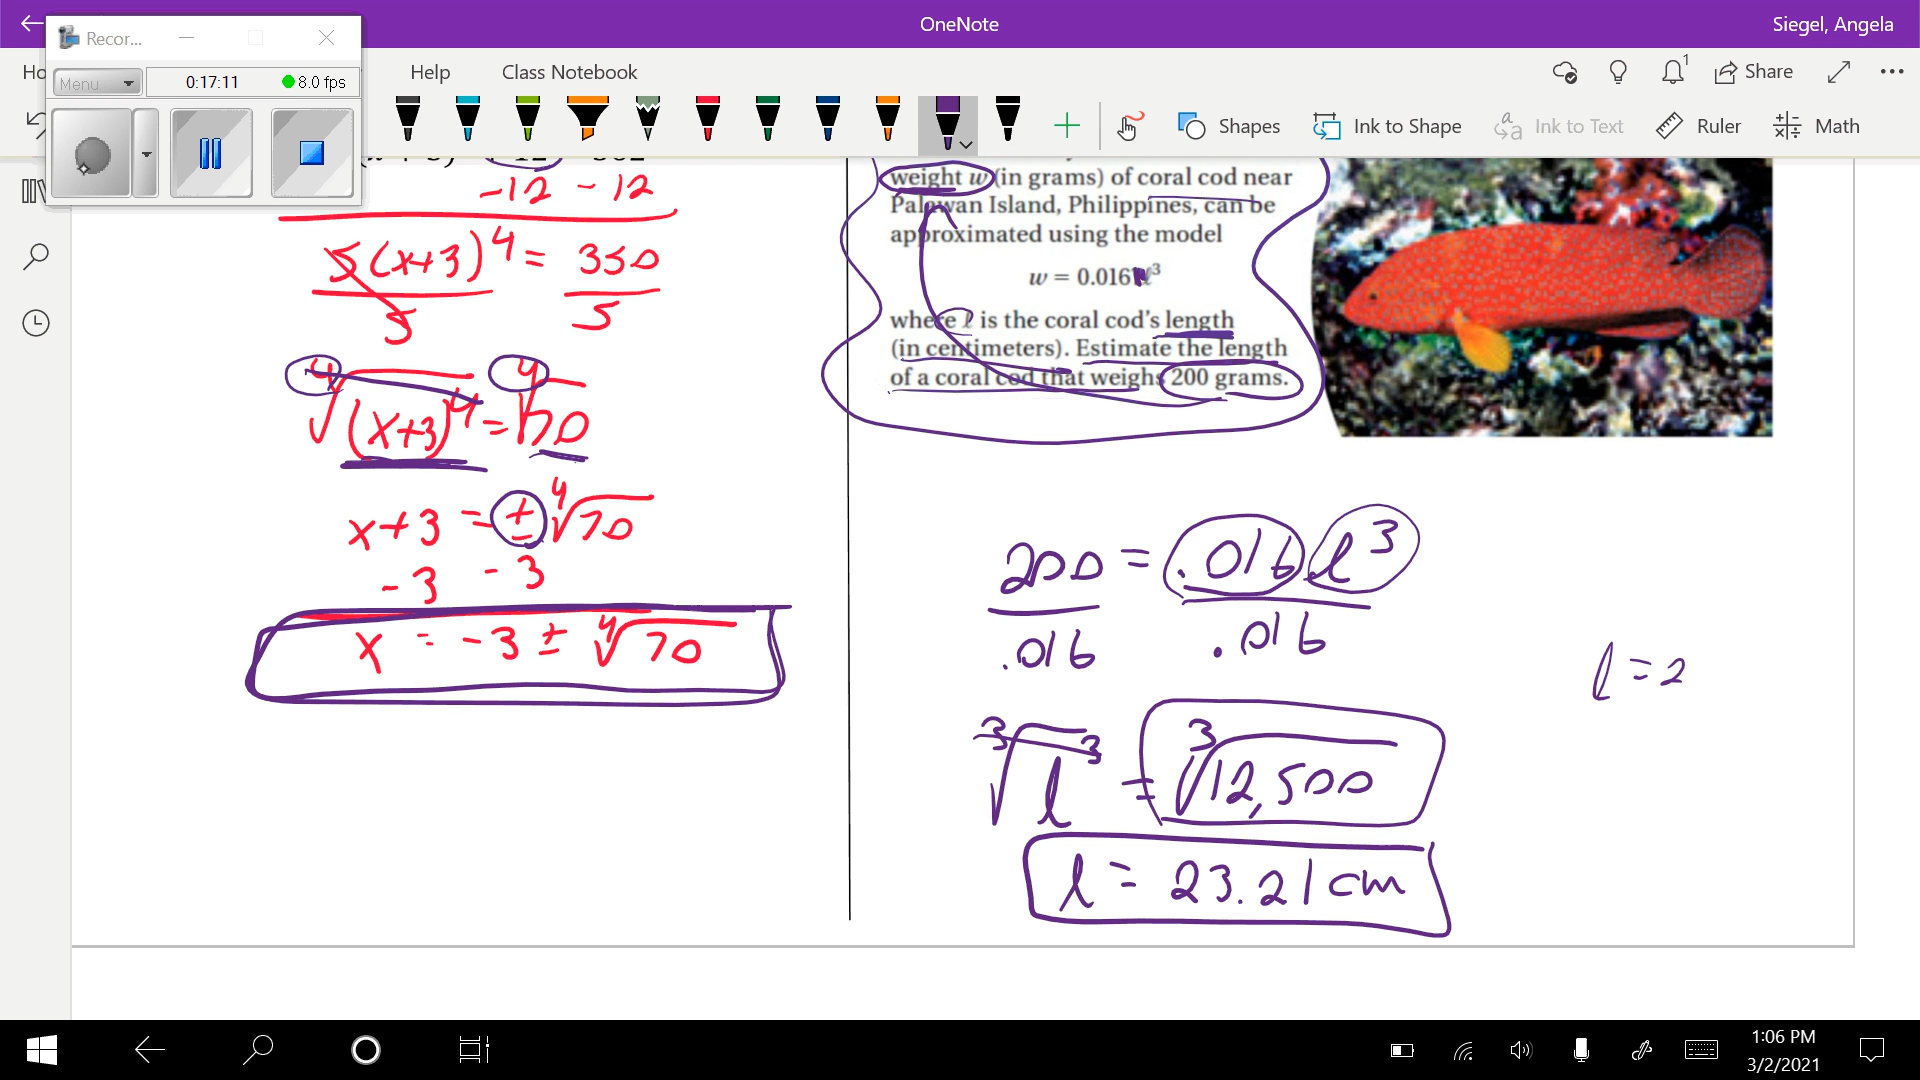 OneNote
Siegel, Angela
Recor...
Menu
0:17:11
8.0 fps
Help
Class Notebook
1
Share
Shapes
Ink to Shape
Ink to Text
Ruler
Math
-12 -12
5(x+3)^4 = 350
5 5
4√(x+3)^4 = 4√70
x+3 = ± 4√70
-3 -3
x = -3 ± 4√70
weight w (in grams) of coral cod near
Palawan Island, Philippines, can be
approximated using the model
w = 0.016ℓ³
where ℓ is the coral cod's length
(in centimeters). Estimate the length
of a coral cod that weighs 200 grams.
200 = .016 ℓ³
.016 .016
3√ℓ³ = 3√12,500
ℓ = 23.21 cm
ℓ = 2
1:06 PM
3/2/2021